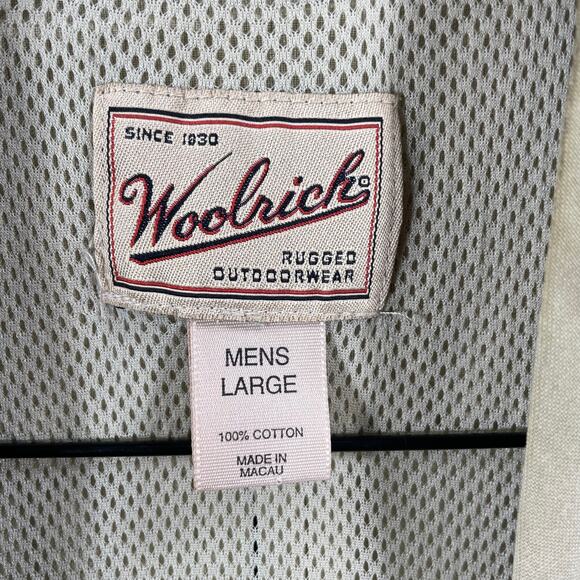 SINCE 1830
Woolrich®
RUGGED
OUTDOORWEAR
MENS
LARGE
100% COTTON
MADE IN
MACAU